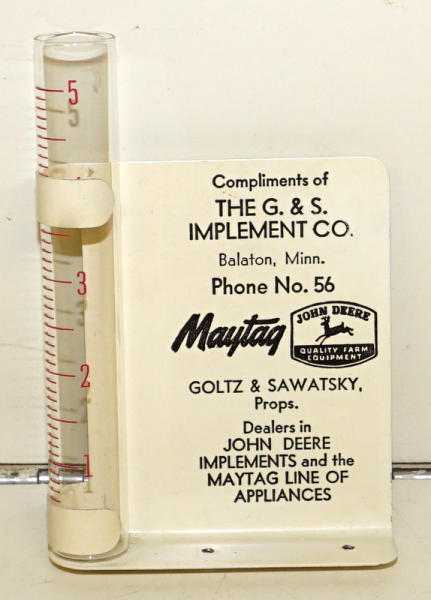 5
3
2
1
Compliments of
THE G. & S.
IMPLEMENT CO.
Balaton, Minn.
Phone No. 56
Maytag
JOHN DEERE
QUALITY FARM
EQUIPMENT
GOLTZ & SAWATSKY,
Props.
Dealers in
JOHN DEERE
IMPLEMENTS and the
MAYTAG LINE OF
APPLIANCES